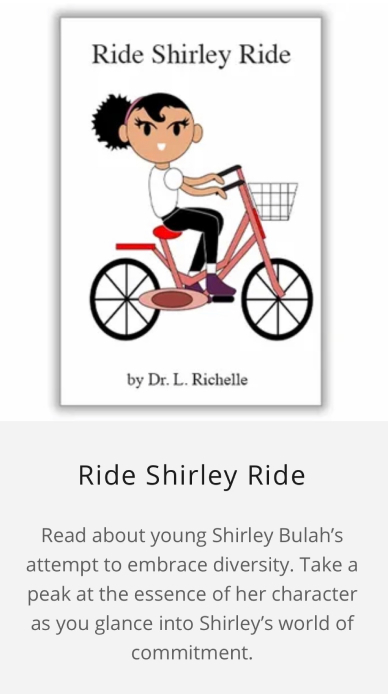 Ride Shirley Ride
by Dr. L. Richelle
Ride Shirley Ride
Read about young Shirley Bulah’s
attempt to embrace diversity. Take a
peak at the essence of her character
as you glance into Shirley’s world of
commitment.